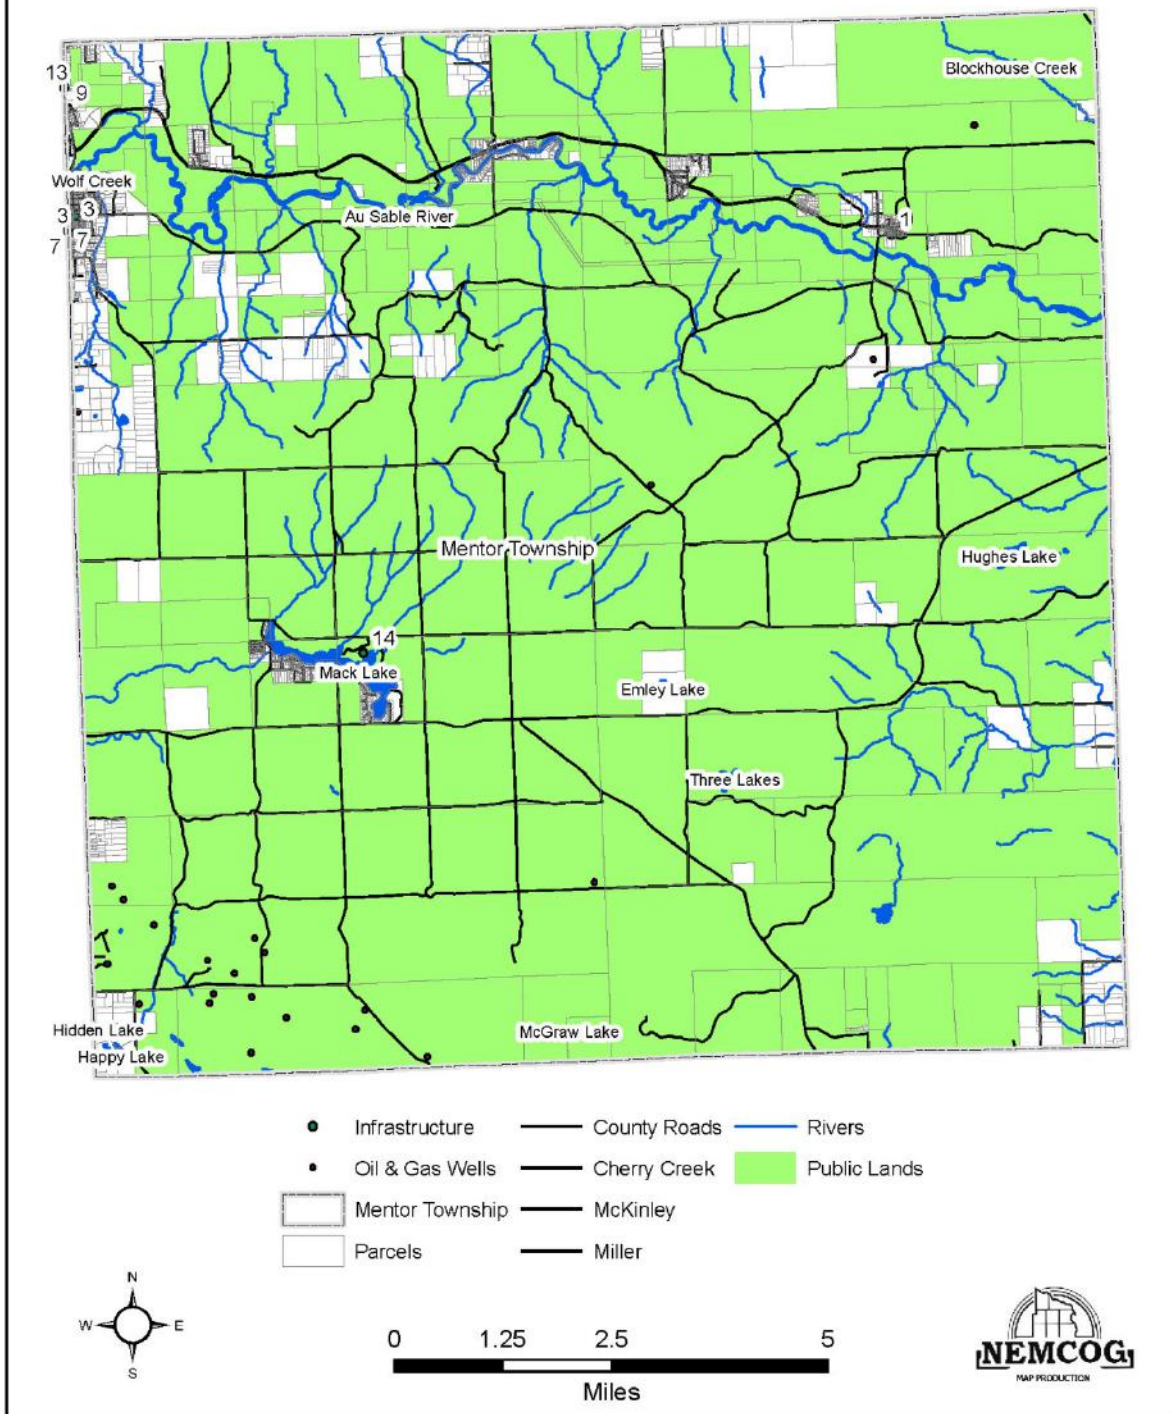 Blockhouse Creek
13
9
Wolf Creek
3
3
Au Sable River
1
7
7
Mentor Township
Hughes Lake
14
Mack Lake
Emley Lake
Three Lakes
Hidden Lake
McGraw Lake
Happy Lake
Infrastructure
County Roads
Rivers
Oil & Gas Wells
Cherry Creek
Public Lands
Mentor Township
McKinley
Parcels
Miller
N
W
E
S
0 1.25 2.5 5
Miles
NEMCOG
MAP PRODUCTION